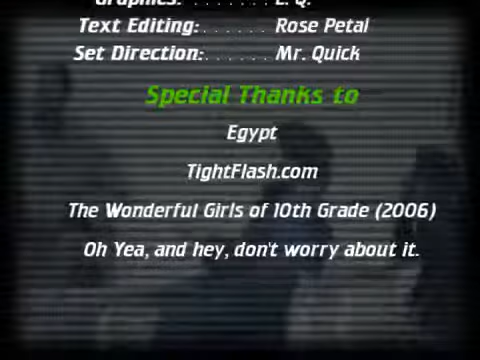 Graphics: . . . . . . . L. Q.
Text Editing: . . . . . . Rose Petal
Set Direction: . . . . . . Mr. Quick
Special Thanks to
Egypt
TightFlash.com
The Wonderful Girls of 10th Grade (2006)
Oh Yea, and hey, don't worry about it.